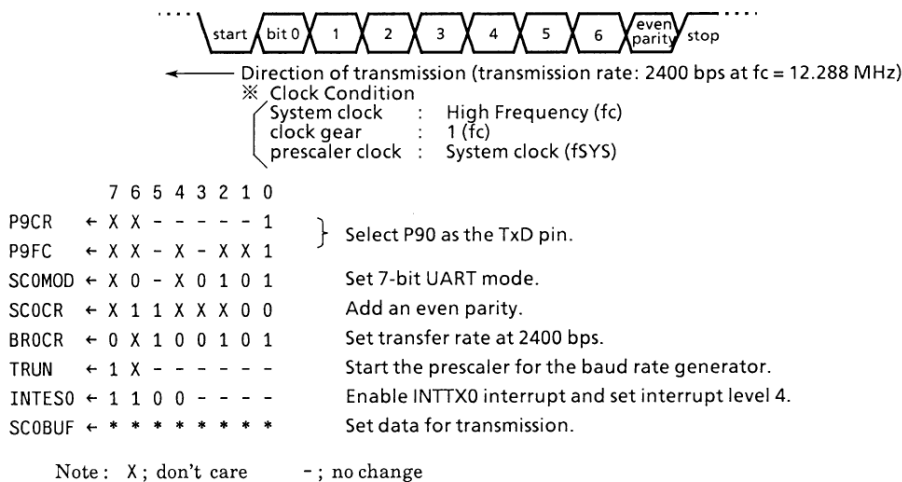 start bit 0 1 2 3 4 5 6 even parity stop
Direction of transmission (transmission rate: 2400 bps at fc = 12.288 MHz)
※ Clock Condition
System clock : High Frequency (fc)
clock gear : 1 (fc)
prescaler clock : System clock (fSYS)
7 6 5 4 3 2 1 0
P9CR ← X X - - - - - 1
P9FC ← X X - X - X X 1
Select P90 as the TxD pin.
SC0MOD ← X 0 - X 0 1 0 1 Set 7-bit UART mode.
SC0CR ← X 1 1 X X X 0 0 Add an even parity.
BR0CR ← 0 X 1 0 0 1 0 1 Set transfer rate at 2400 bps.
TRUN ← 1 X - - - - - - Start the prescaler for the baud rate generator.
INTES0 ← 1 1 0 0 - - - - Enable INTTX0 interrupt and set interrupt level 4.
SC0BUF ← * * * * * * * * Set data for transmission.
Note : X ; don't care - ; no change